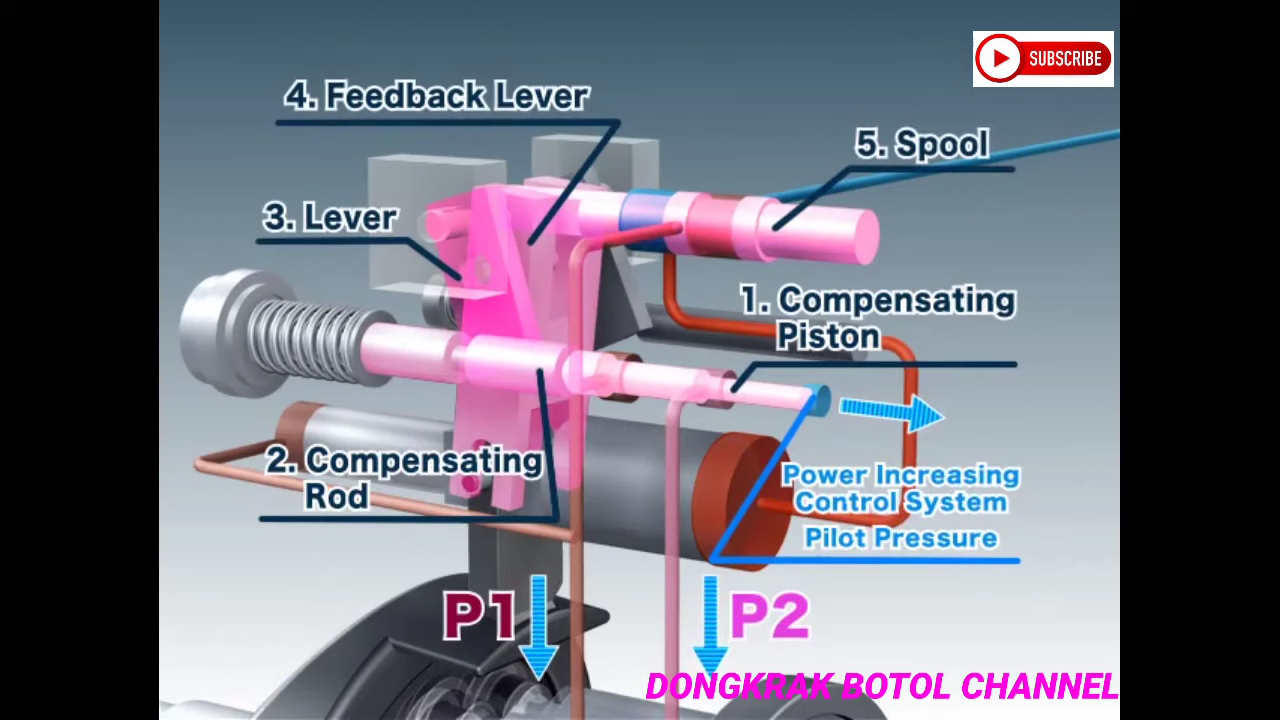 SUBSCRIBE
4. Feedback Lever
5. Spool
3. Lever
1. Compensating
Piston
2. Compensating
Rod
Power Increasing
Control System
Pilot Pressure
P1
P2
DONGKRAK BOTOL CHANNEL